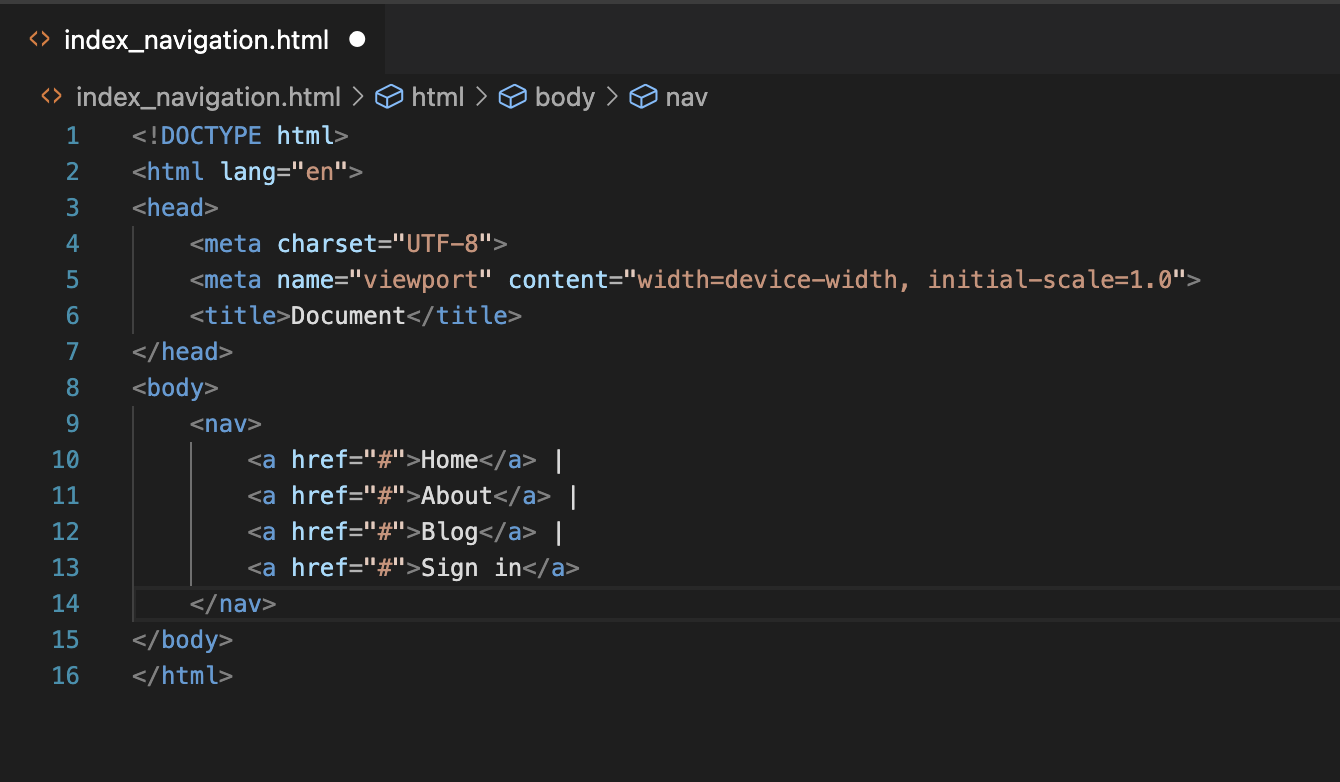 index_navigation.html
index_navigation.html > html > body > nav
1 <!DOCTYPE html>
2 <html lang="en">
3 <head>
4     <meta charset="UTF-8">
5     <meta name="viewport" content="width=device-width, initial-scale=1.0">
6     <title>Document</title>
7 </head>
8 <body>
9     <nav>
10         <a href="#">Home</a> |
11         <a href="#">About</a> |
12         <a href="#">Blog</a> |
13         <a href="#">Sign in</a>
14     </nav>
15 </body>
16 </html>